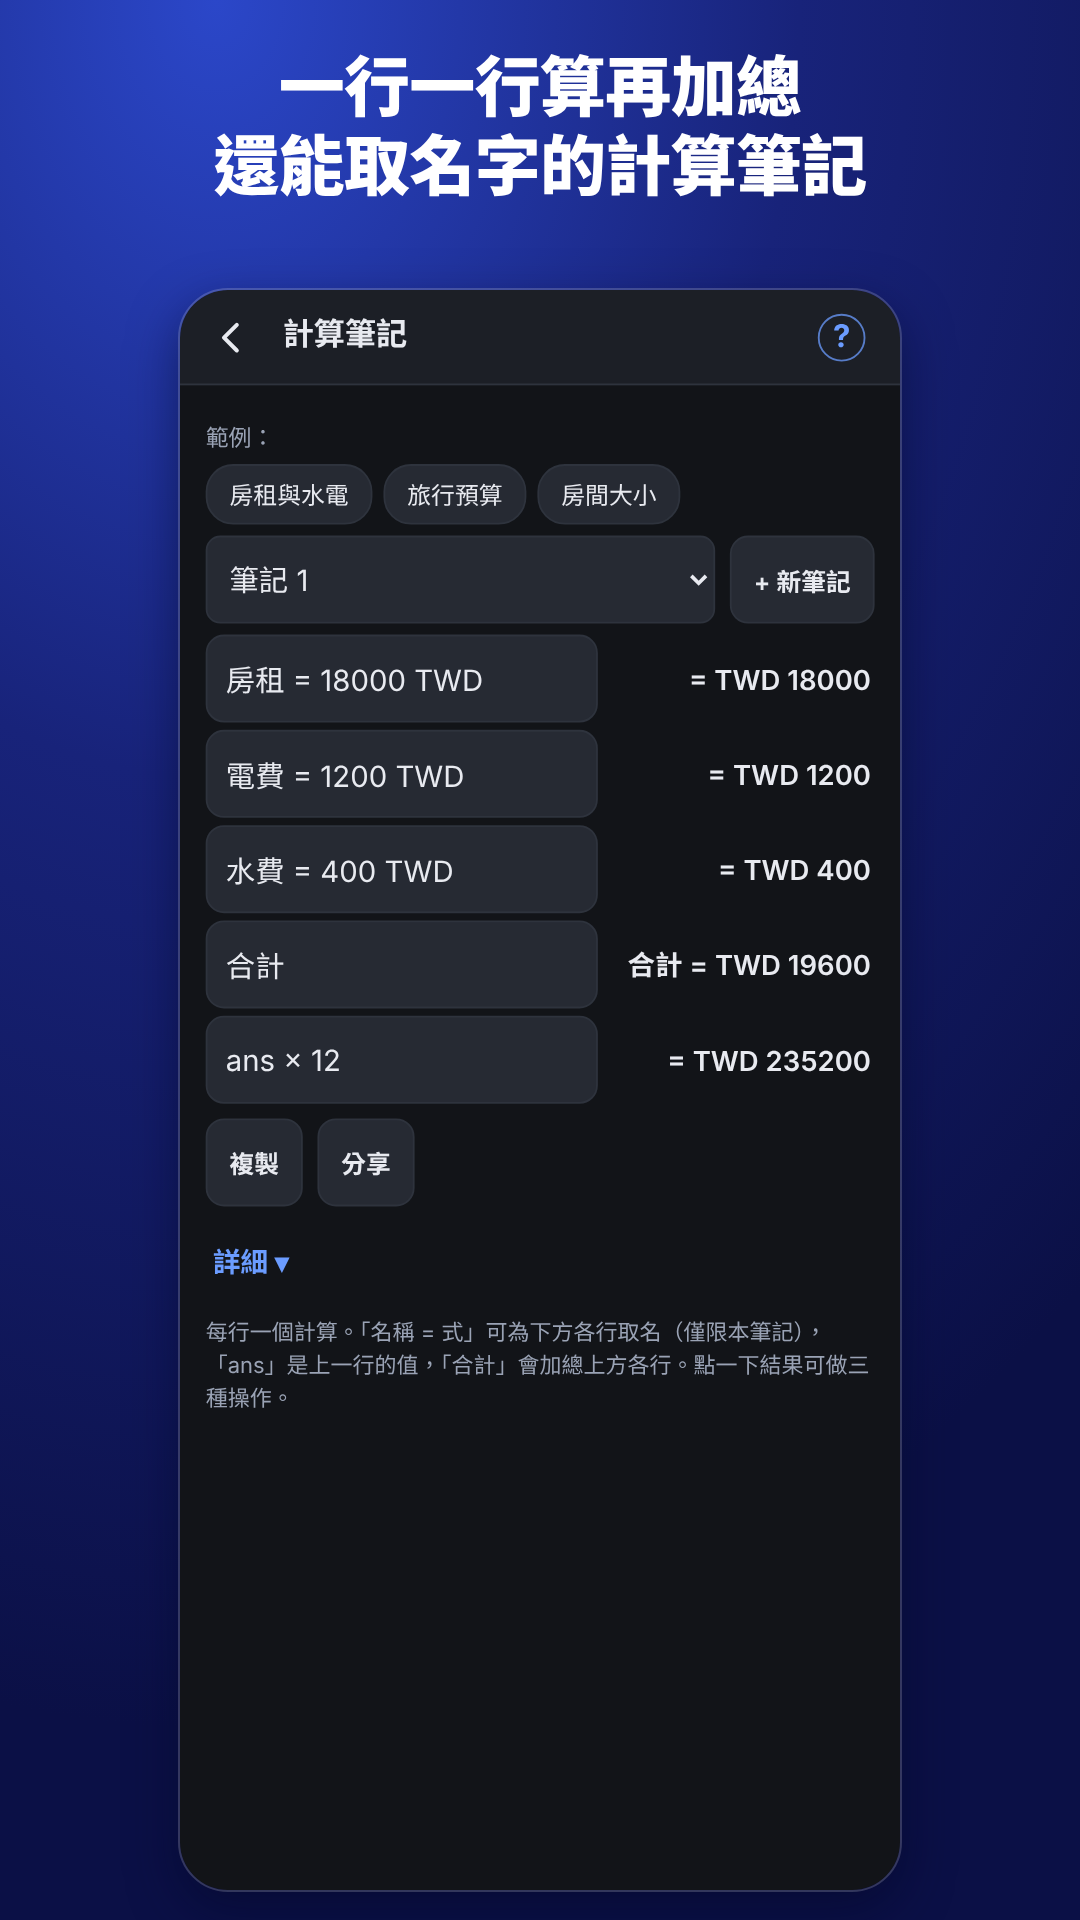 一行一行算再加總
還能取名字的計算筆記
計算筆記
?
範例：
房租與水電
旅行預算
房間大小
筆記 1
+ 新筆記
房租 = 18000 TWD
= TWD 18000
電費 = 1200 TWD
= TWD 1200
水費 = 400 TWD
= TWD 400
合計
合計 = TWD 19600
ans × 12
= TWD 235200
複製
分享
詳細 ▾
每行一個計算。「名稱 = 式」可為下方各行取名（僅限本筆記），
「ans」是上一行的值，「合計」會加總上方各行。點一下結果可做三
種操作。